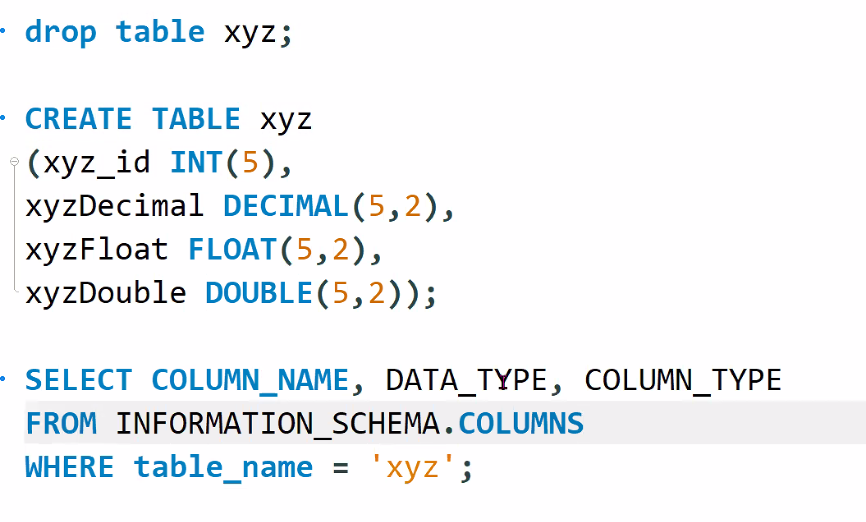 drop table xyz;
CREATE TABLE xyz
(xyz_id INT(5),
xyzDecimal DECIMAL(5,2),
xyzFloat FLOAT(5,2),
xyzDouble DOUBLE(5,2));
SELECT COLUMN_NAME, DATA_TYPE, COLUMN_TYPE
FROM INFORMATION_SCHEMA.COLUMNS
WHERE table_name = 'xyz';